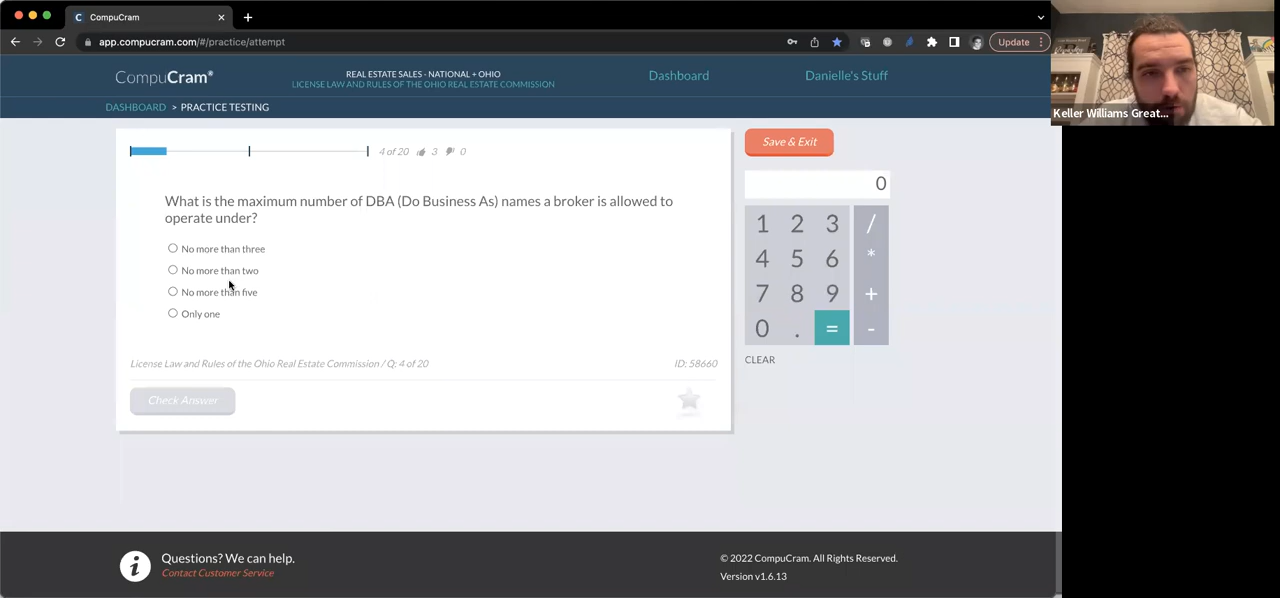 CompuCram
app.compucram.com/#/practice/attempt
Update
CompuCram®
REAL ESTATE SALES - NATIONAL + OHIO
LICENSE LAW AND RULES OF THE OHIO REAL ESTATE COMMISSION
Dashboard
Danielle's Stuff
Keller Williams Great...
DASHBOARD > PRACTICE TESTING
4 of 20 3 0
Save & Exit
0
What is the maximum number of DBA (Do Business As) names a broker is allowed to
operate under?
No more than three
No more than two
No more than five
Only one
1 2 3 /
4 5 6 *
7 8 9 +
0 . = -
CLEAR
License Law and Rules of the Ohio Real Estate Commission / Q: 4 of 20
ID: 58660
Check Answer
Questions? We can help.
Contact Customer Service
© 2022 CompuCram. All Rights Reserved.
Version v1.6.13